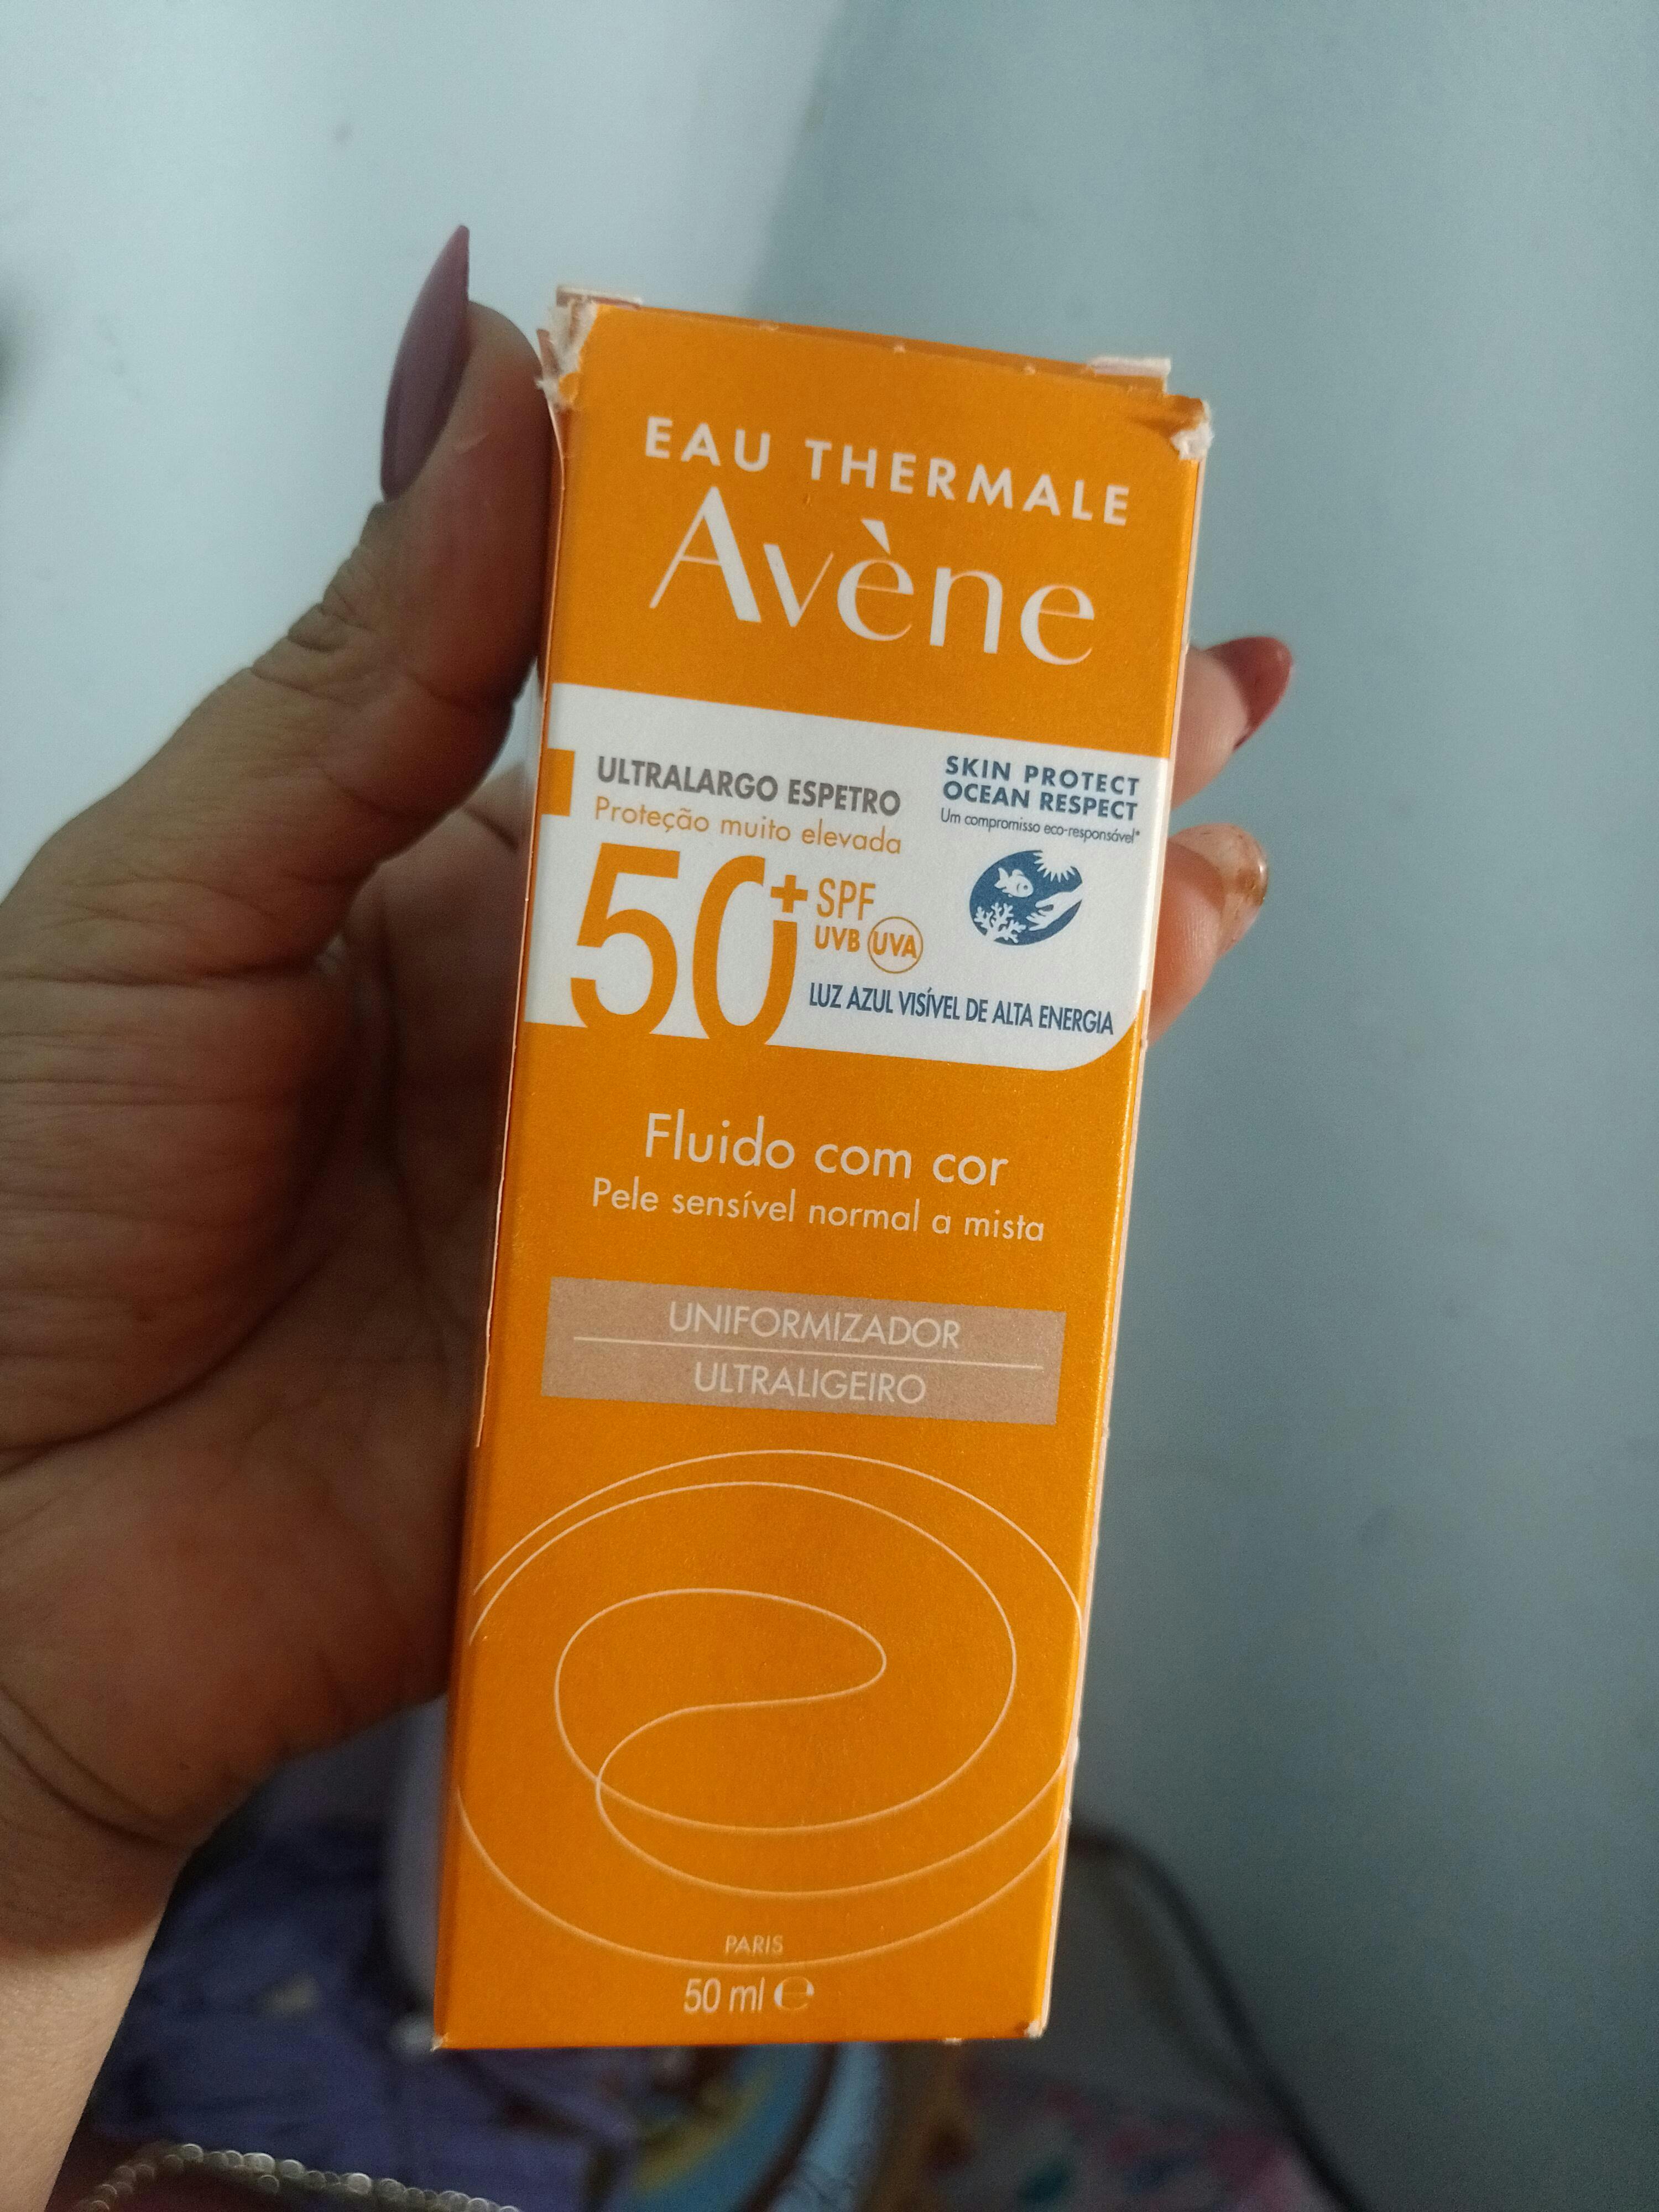 EAU THERMALE
Avène
ULTRALARGO ESPETRO
Proteção muito elevada
50+ SPF
UVB UVA
LUZ AZUL VISÍVEL DE ALTA ENERGIA
SKIN PROTECT
OCEAN RESPECT
Um compromisso eco-responsável*
Fluido com cor
Pele sensível normal a mista
UNIFORMIZADOR
ULTRALIGEIRO
PARIS
50 ml e